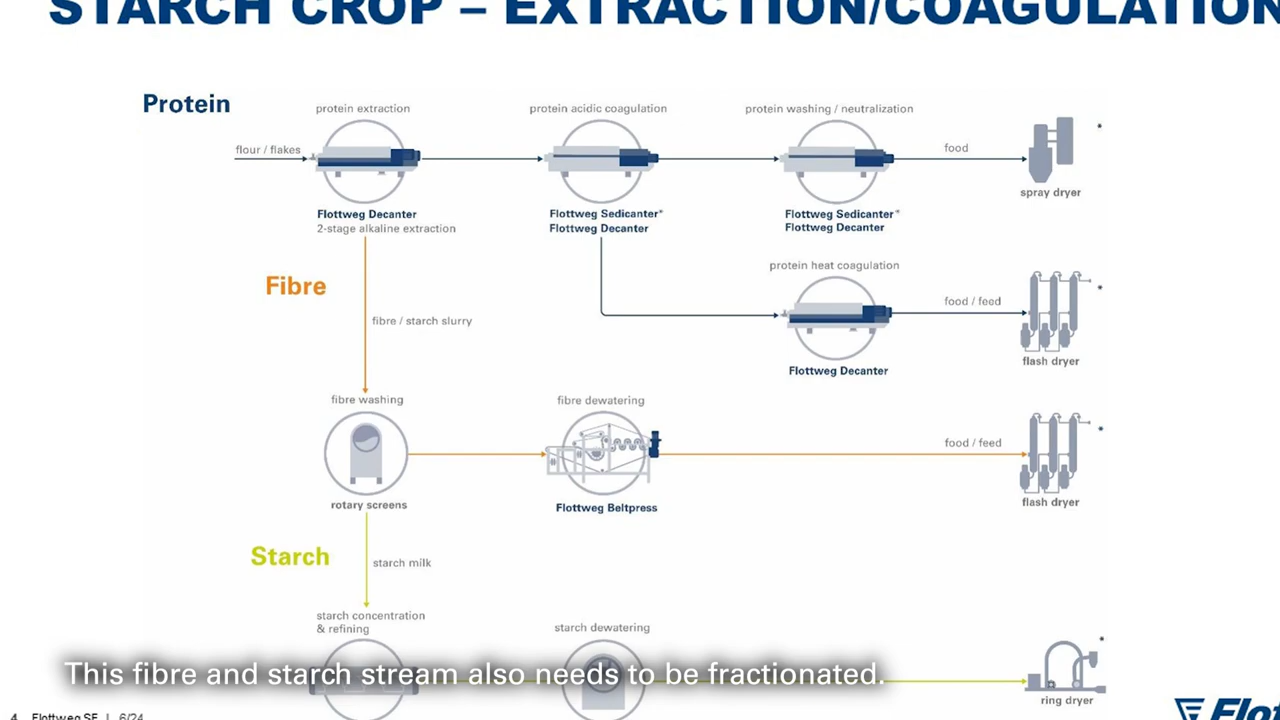 STARCH CROP – EXTRACTION/COAGULATION
Protein
protein extraction
protein acidic coagulation
protein washing / neutralization
flour / flakes
food
*
spray dryer
Flottweg Decanter
2-stage alkaline extraction
Flottweg Sedicanter*
Flottweg Decanter
Flottweg Sedicanter*
Flottweg Decanter
protein heat coagulation
Fibre
food / feed
*
fibre / starch slurry
flash dryer
Flottweg Decanter
fibre washing
fibre dewatering
*
food / feed
rotary screens
Flottweg Beltpress
flash dryer
Starch
starch milk
starch concentration
& refining
starch dewatering
*
This fibre and starch stream also needs to be fractionated.
ring dryer
4 Flottweg SE | 6/24
Flot